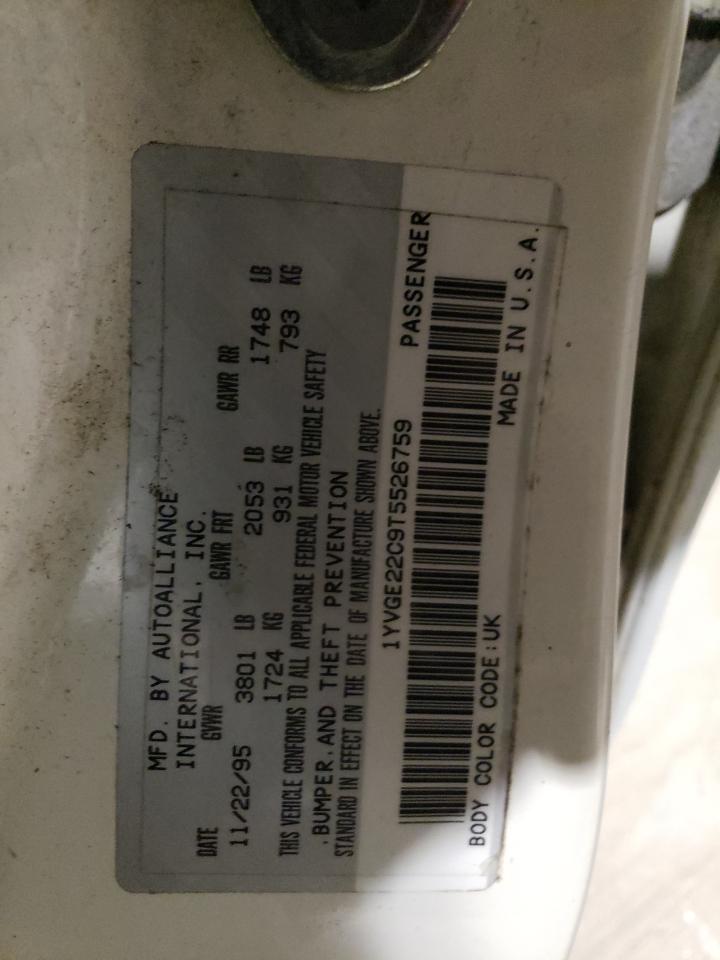 MFD. BY AUTOALLIANCE
INTERNATIONAL, INC.
DATE GVWR GAWR FRT GAWR RR
11/22/95 3801 LB 2053 LB 1748 LB
1724 KG 931 KG 793 KG
THIS VEHICLE CONFORMS TO ALL APPLICABLE FEDERAL MOTOR VEHICLE SAFETY
,BUMPER,AND THEFT PREVENTION
STANDARD IN EFFECT ON THE DATE OF MANUFACTURE SHOWN ABOVE.
1YVGE22C9T5526759 PASSENGER
BODY COLOR CODE:UK MADE IN U.S.A.